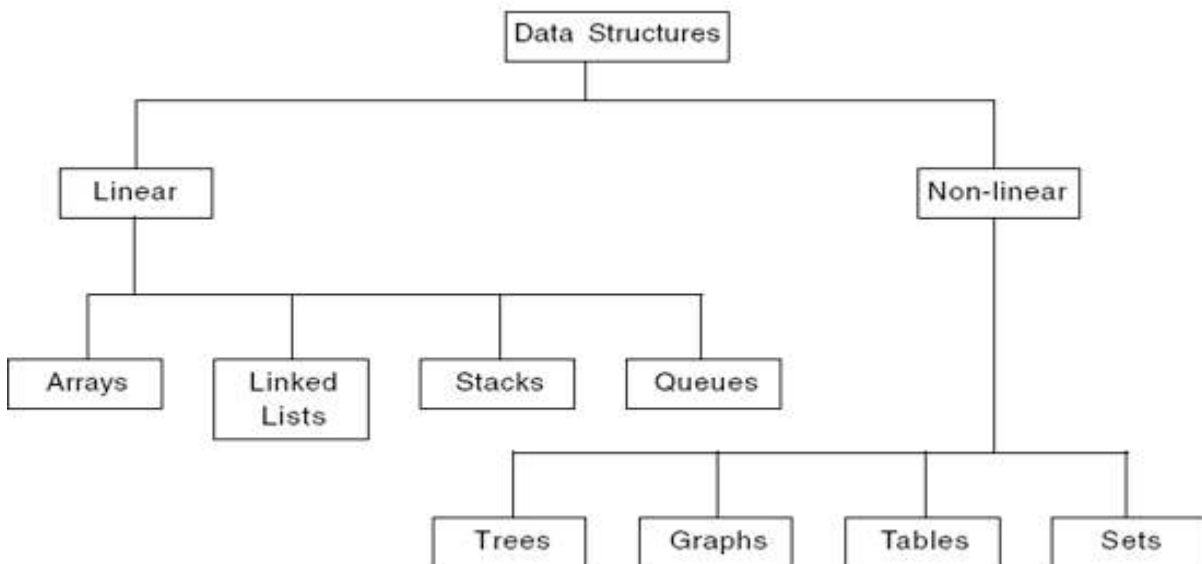 Data Structures
Linear
Non-linear
Arrays
Linked
Lists
Stacks
Queues
Trees
Graphs
Tables
Sets